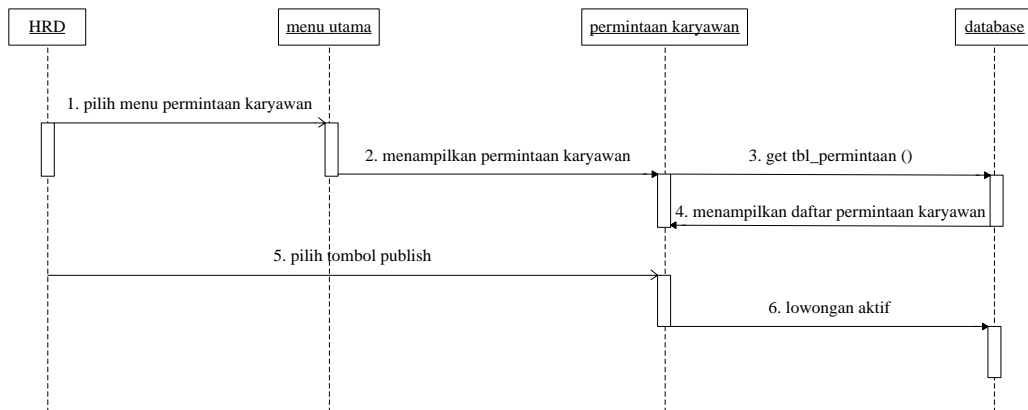 HRD
menu utama
permintaan karyawan
database
1. pilih menu permintaan karyawan
2. menampilkan permintaan karyawan
3. get tbl_permintaan ()
4. menampilkan daftar permintaan karyawan
5. pilih tombol publish
6. lowongan aktif